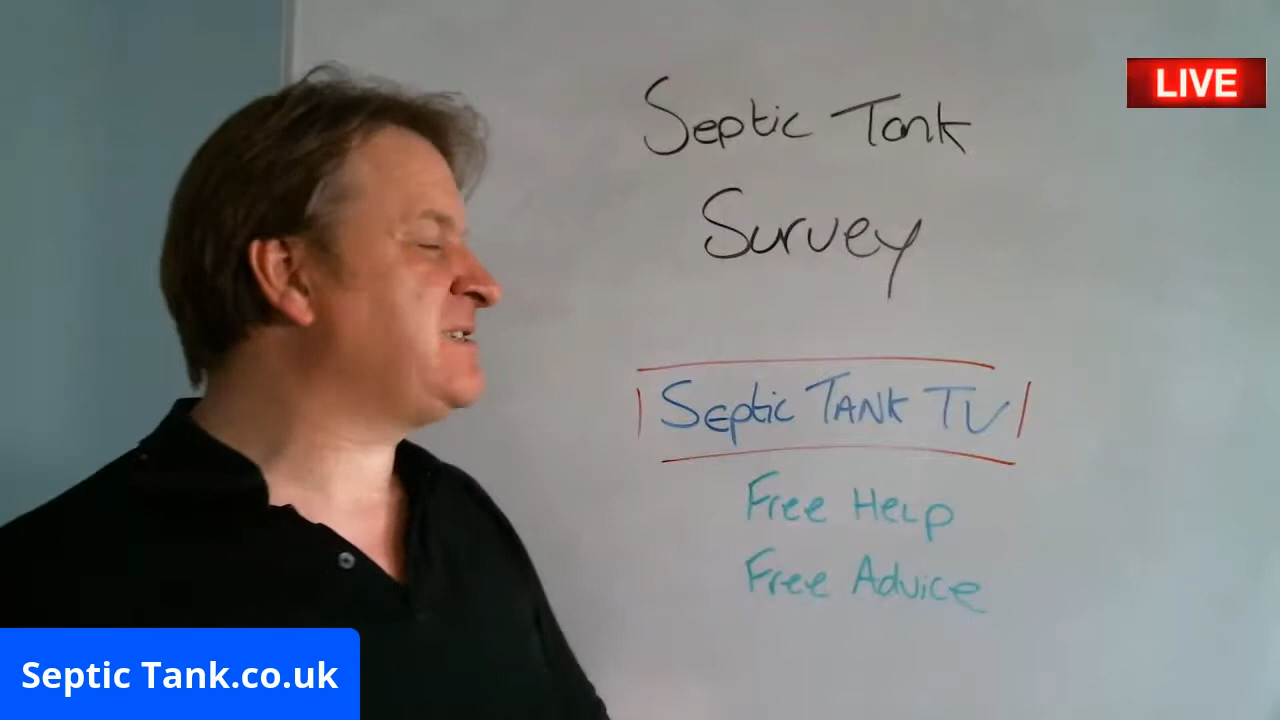 LIVE
Septic Tank
Survey
Septic TANK TV
Free Help
Free Advice
Septic Tank.co.uk